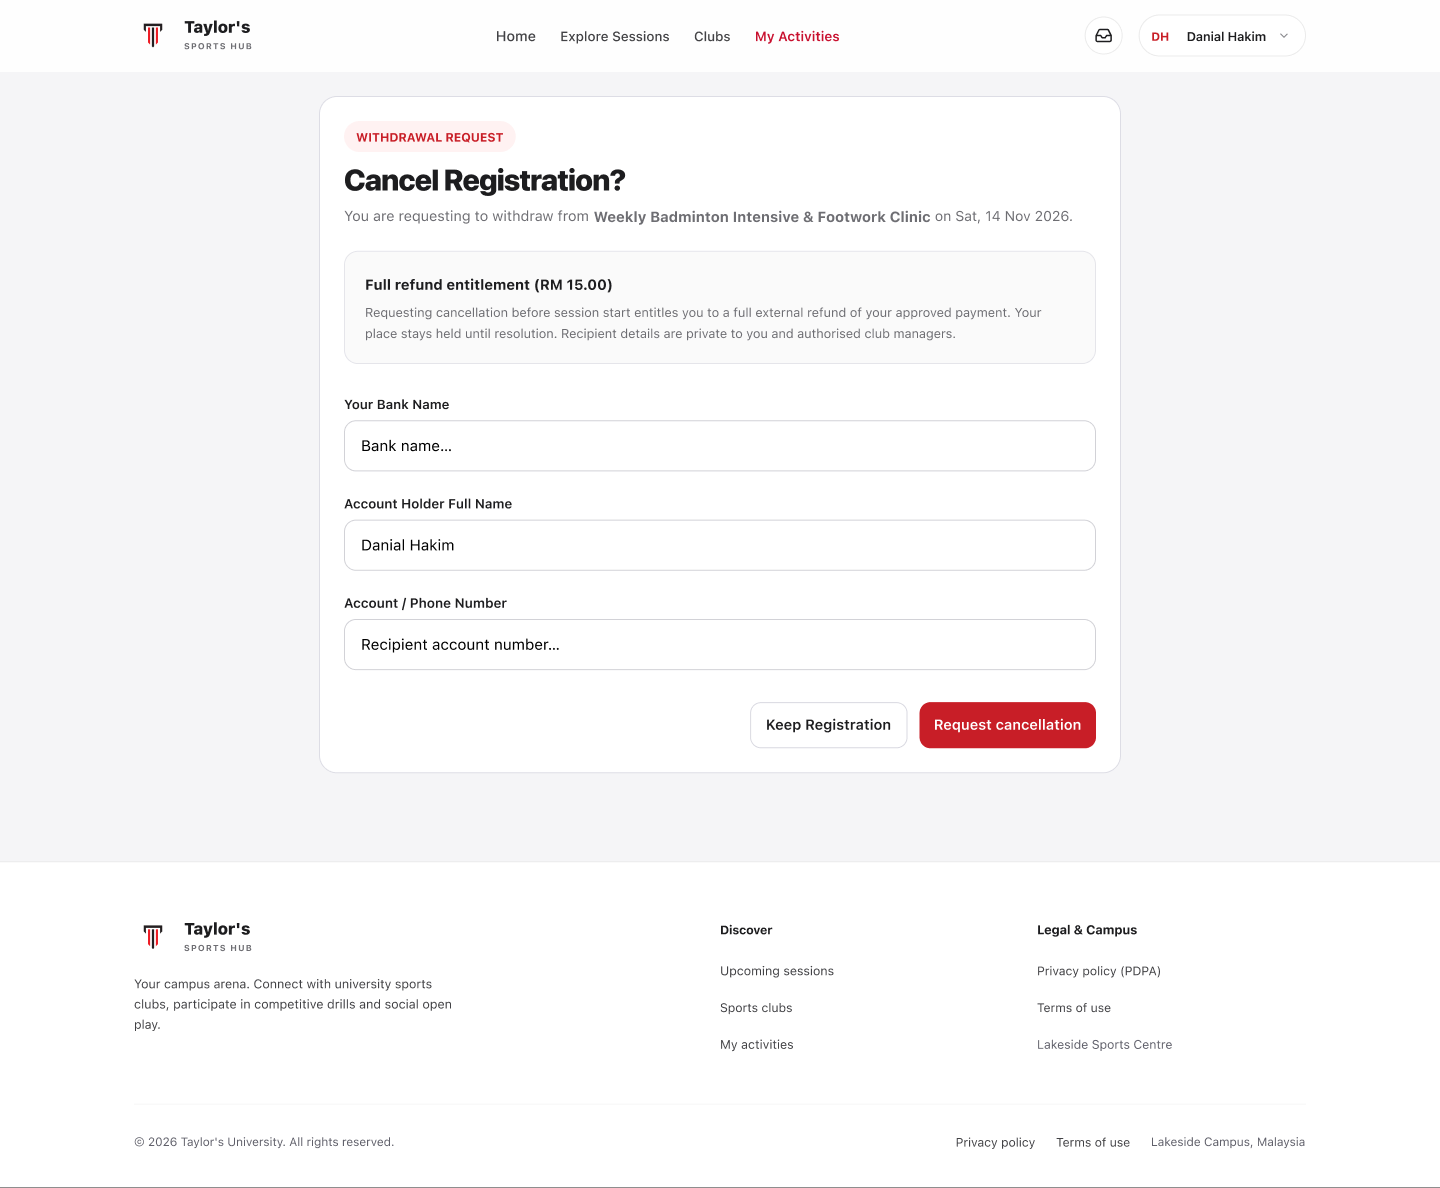 Taylor's
SPORTS HUB
Home
Explore Sessions
Clubs
My Activities
DH
Danial Hakim
WITHDRAWAL REQUEST
Cancel Registration?
You are requesting to withdraw from Weekly Badminton Intensive & Footwork Clinic on Sat, 14 Nov 2026.
Full refund entitlement (RM 15.00)
Requesting cancellation before session start entitles you to a full external refund of your approved payment. Your
place stays held until resolution. Recipient details are private to you and authorised club managers.
Your Bank Name
Bank name...
Account Holder Full Name
Danial Hakim
Account / Phone Number
Recipient account number...
Keep Registration
Request cancellation
Taylor's
SPORTS HUB
Your campus arena. Connect with university sports
clubs, participate in competitive drills and social open
play.
Discover
Upcoming sessions
Sports clubs
My activities
Legal & Campus
Privacy policy (PDPA)
Terms of use
Lakeside Sports Centre
© 2026 Taylor's University. All rights reserved.
Privacy policy
Terms of use
Lakeside Campus, Malaysia